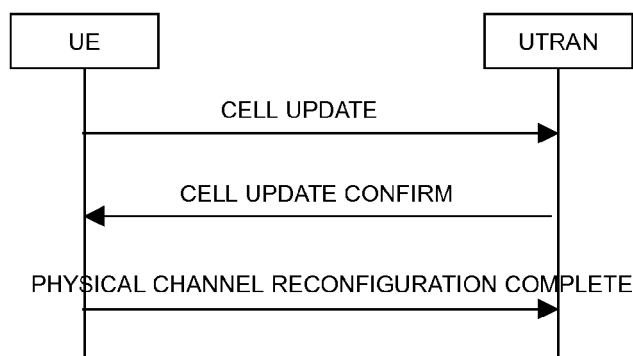 UE
UTRAN
CELL UPDATE
CELL UPDATE CONFIRM
PHYSICAL CHANNEL RECONFIGURATION COMPLETE